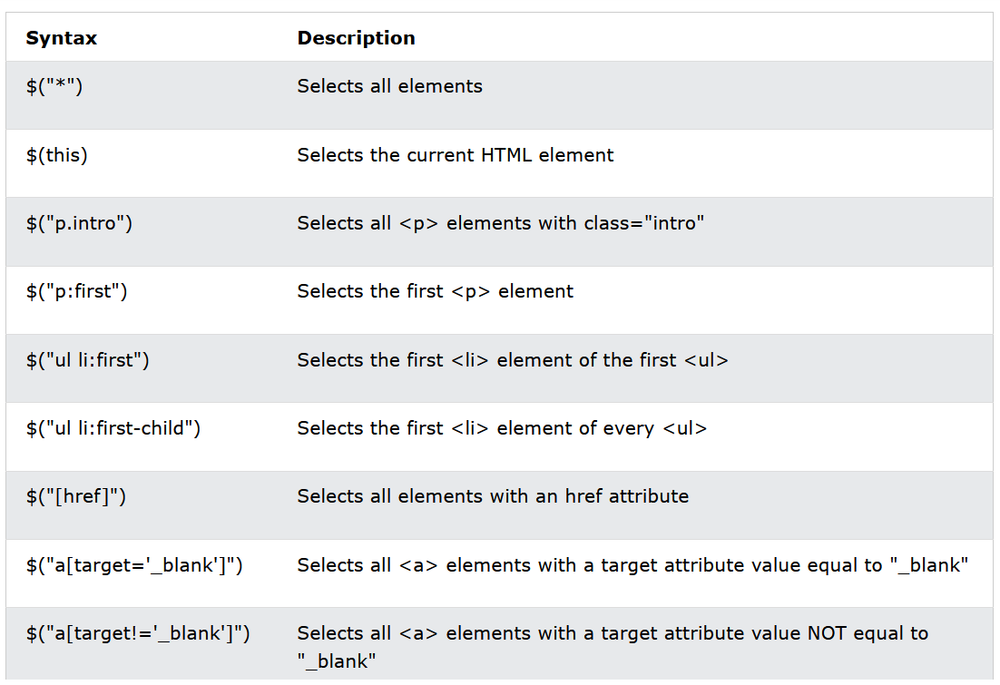 Syntax Description
$("*") Selects all elements
$(this) Selects the current HTML element
$("p.intro") Selects all <p> elements with class="intro"
$("p:first") Selects the first <p> element
$("ul li:first") Selects the first <li> element of the first <ul>
$("ul li:first-child") Selects the first <li> element of every <ul>
$("[href]") Selects all elements with an href attribute
$("a[target='_blank']") Selects all <a> elements with a target attribute value equal to "_blank"
$("a[target!='_blank']") Selects all <a> elements with a target attribute value NOT equal to
"_blank"